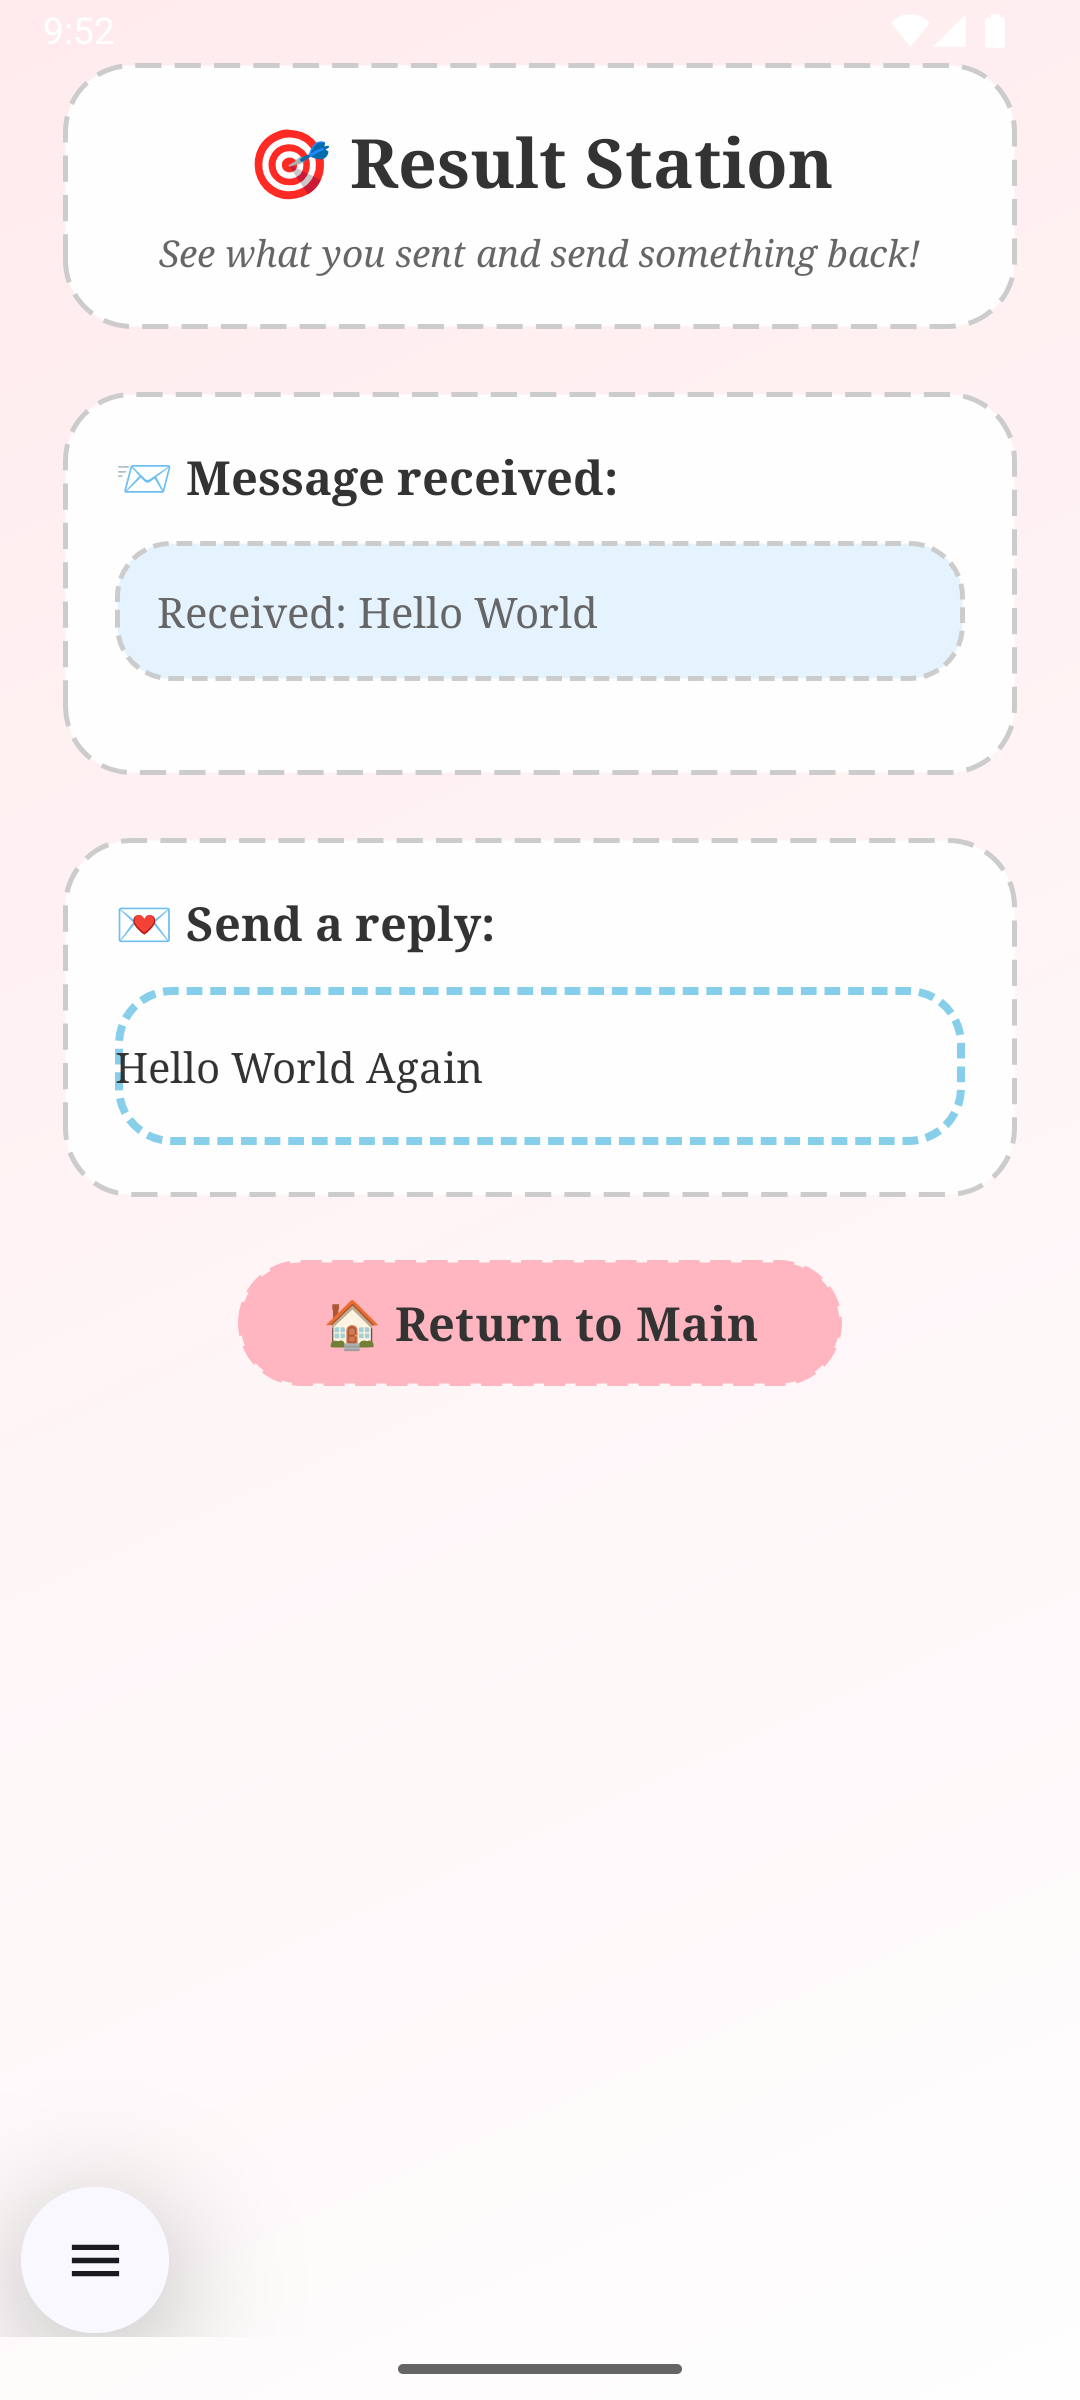 9:52
🎯 Result Station
See what you sent and send something back!
📨 Message received:
Received: Hello World
💌 Send a reply:
Hello World Again
🏠 Return to Main